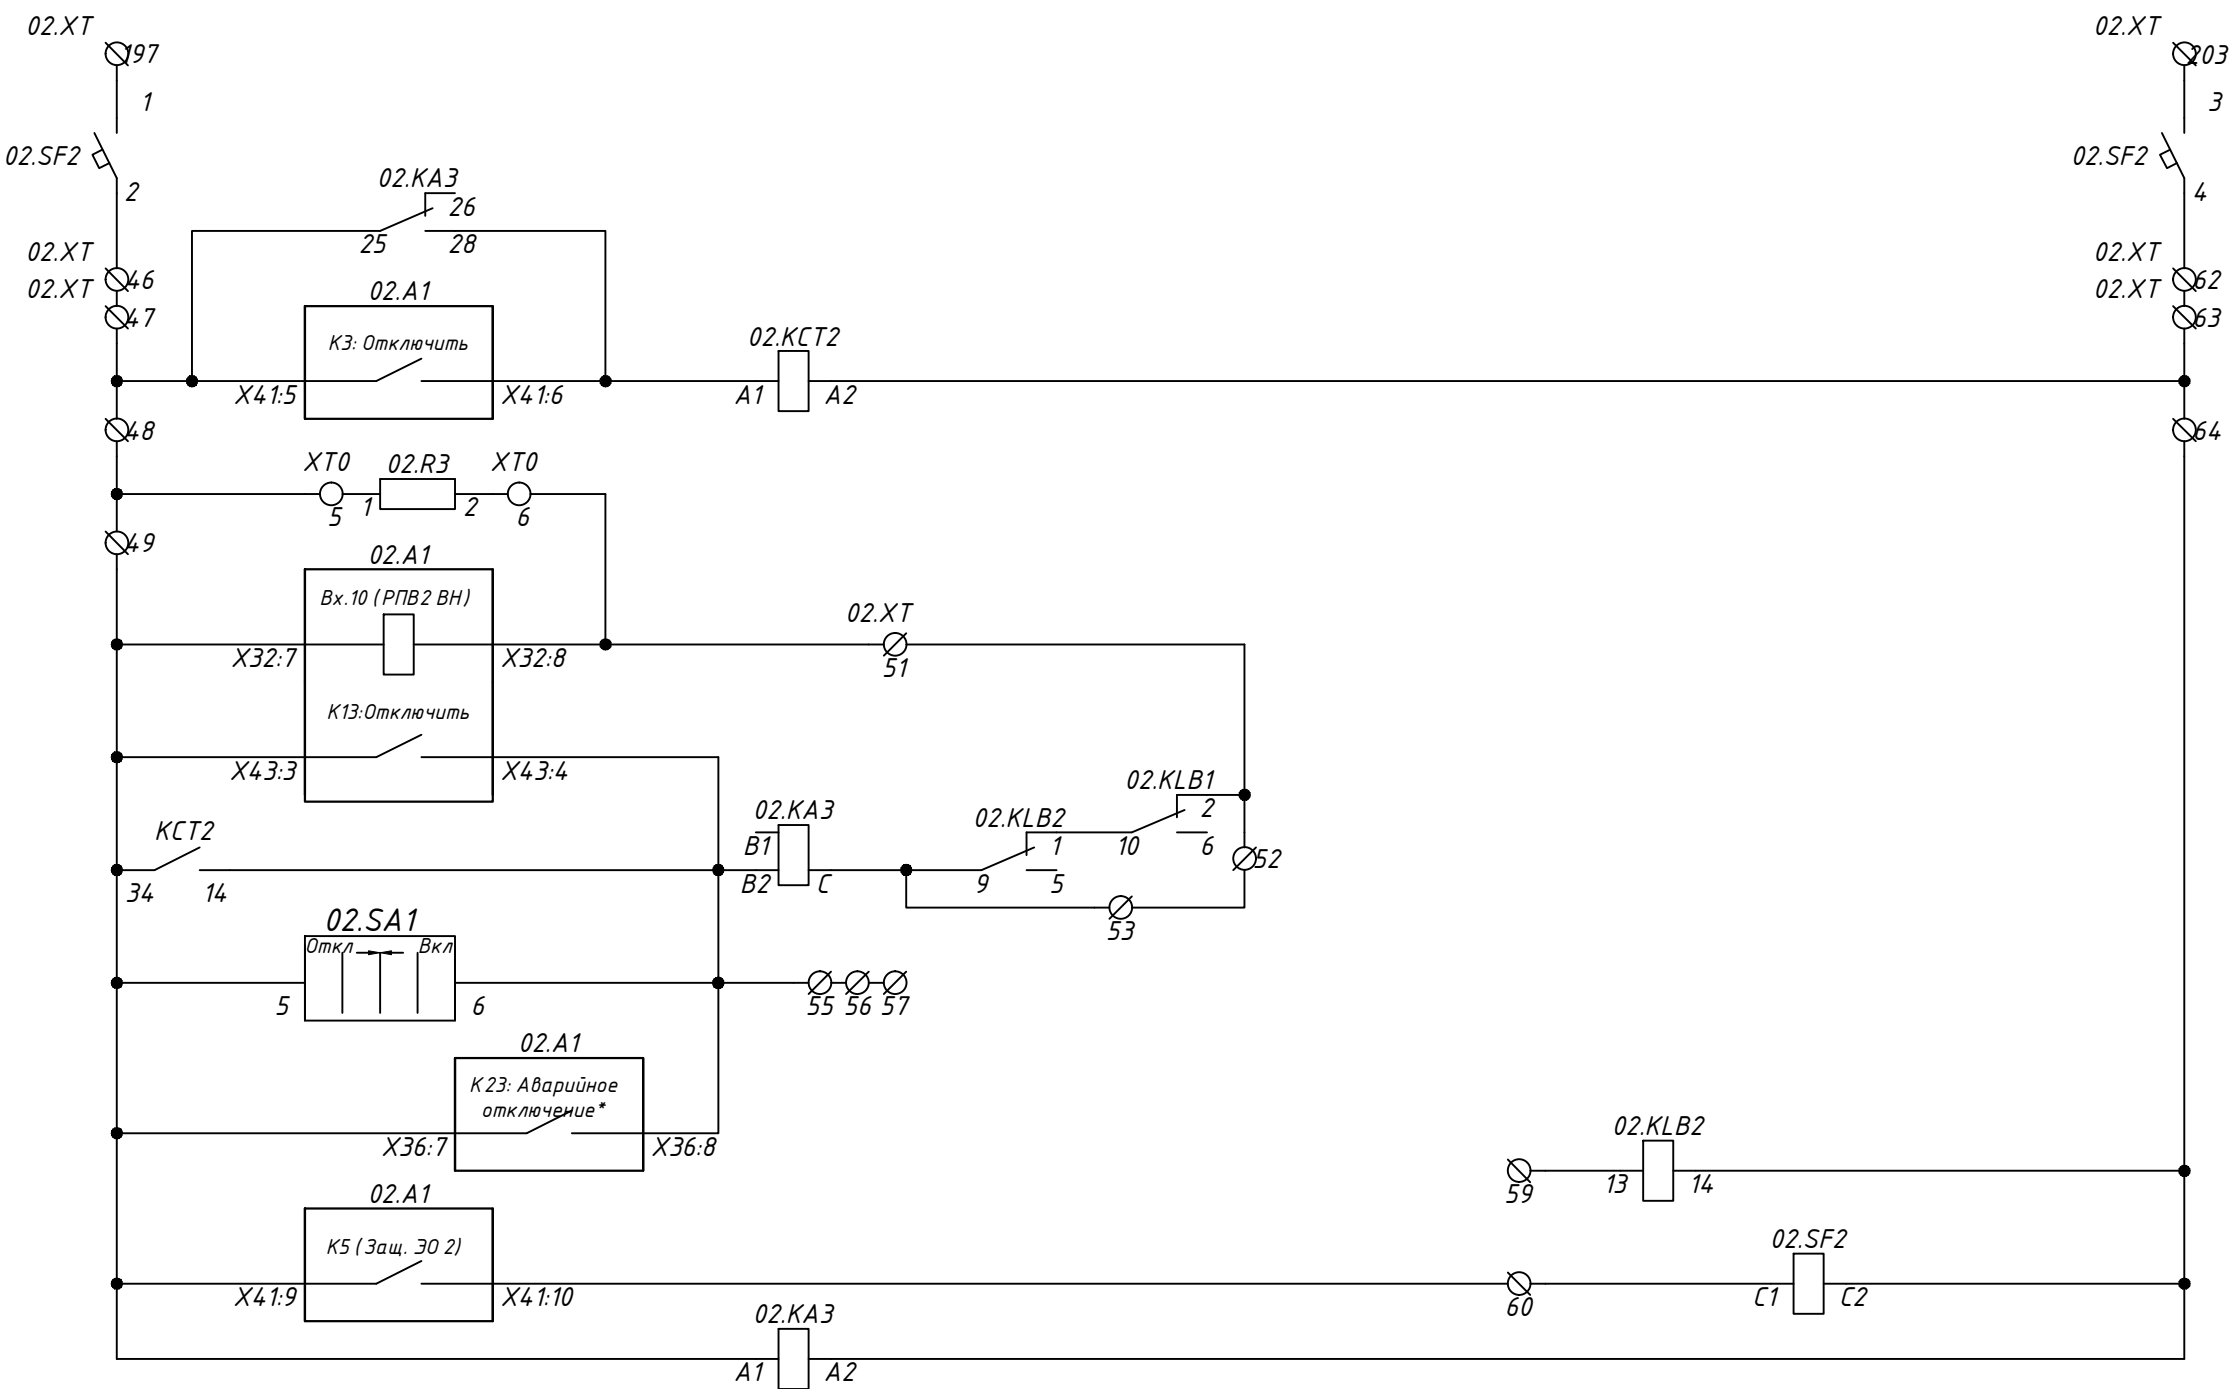 02.XT
197
1
02.SF2
2
02.XT
46
02.XT
47
02.KA3
26
25
28
02.A1
К3: Отключить
X41:5
X41:6
02.KCT2
A1
A2
02.XT
203
3
02.SF2
4
02.XT
62
02.XT
63
48
64
XT0
02.R3
XT0
5
1
2
6
49
02.A1
Вх.10 (РПВ2 ВН)
X32:7
X32:8
02.XT
51
К13:Отключить
X43:3
X43:4
02.KLB1
2
10
6
02.KLB2
1
9
5
52
53
02.KA3
B1
B2
C
KCT2
34
14
02.SA1
Откл
Вкл
5
6
55
56
57
02.A1
К23: Аварийное
отключение*
X36:7
X36:8
02.KLB2
59
13
14
02.A1
К5 (Защ. ЭО 2)
X41:9
X41:10
60
02.SF2
C1
C2
02.KA3
A1
A2